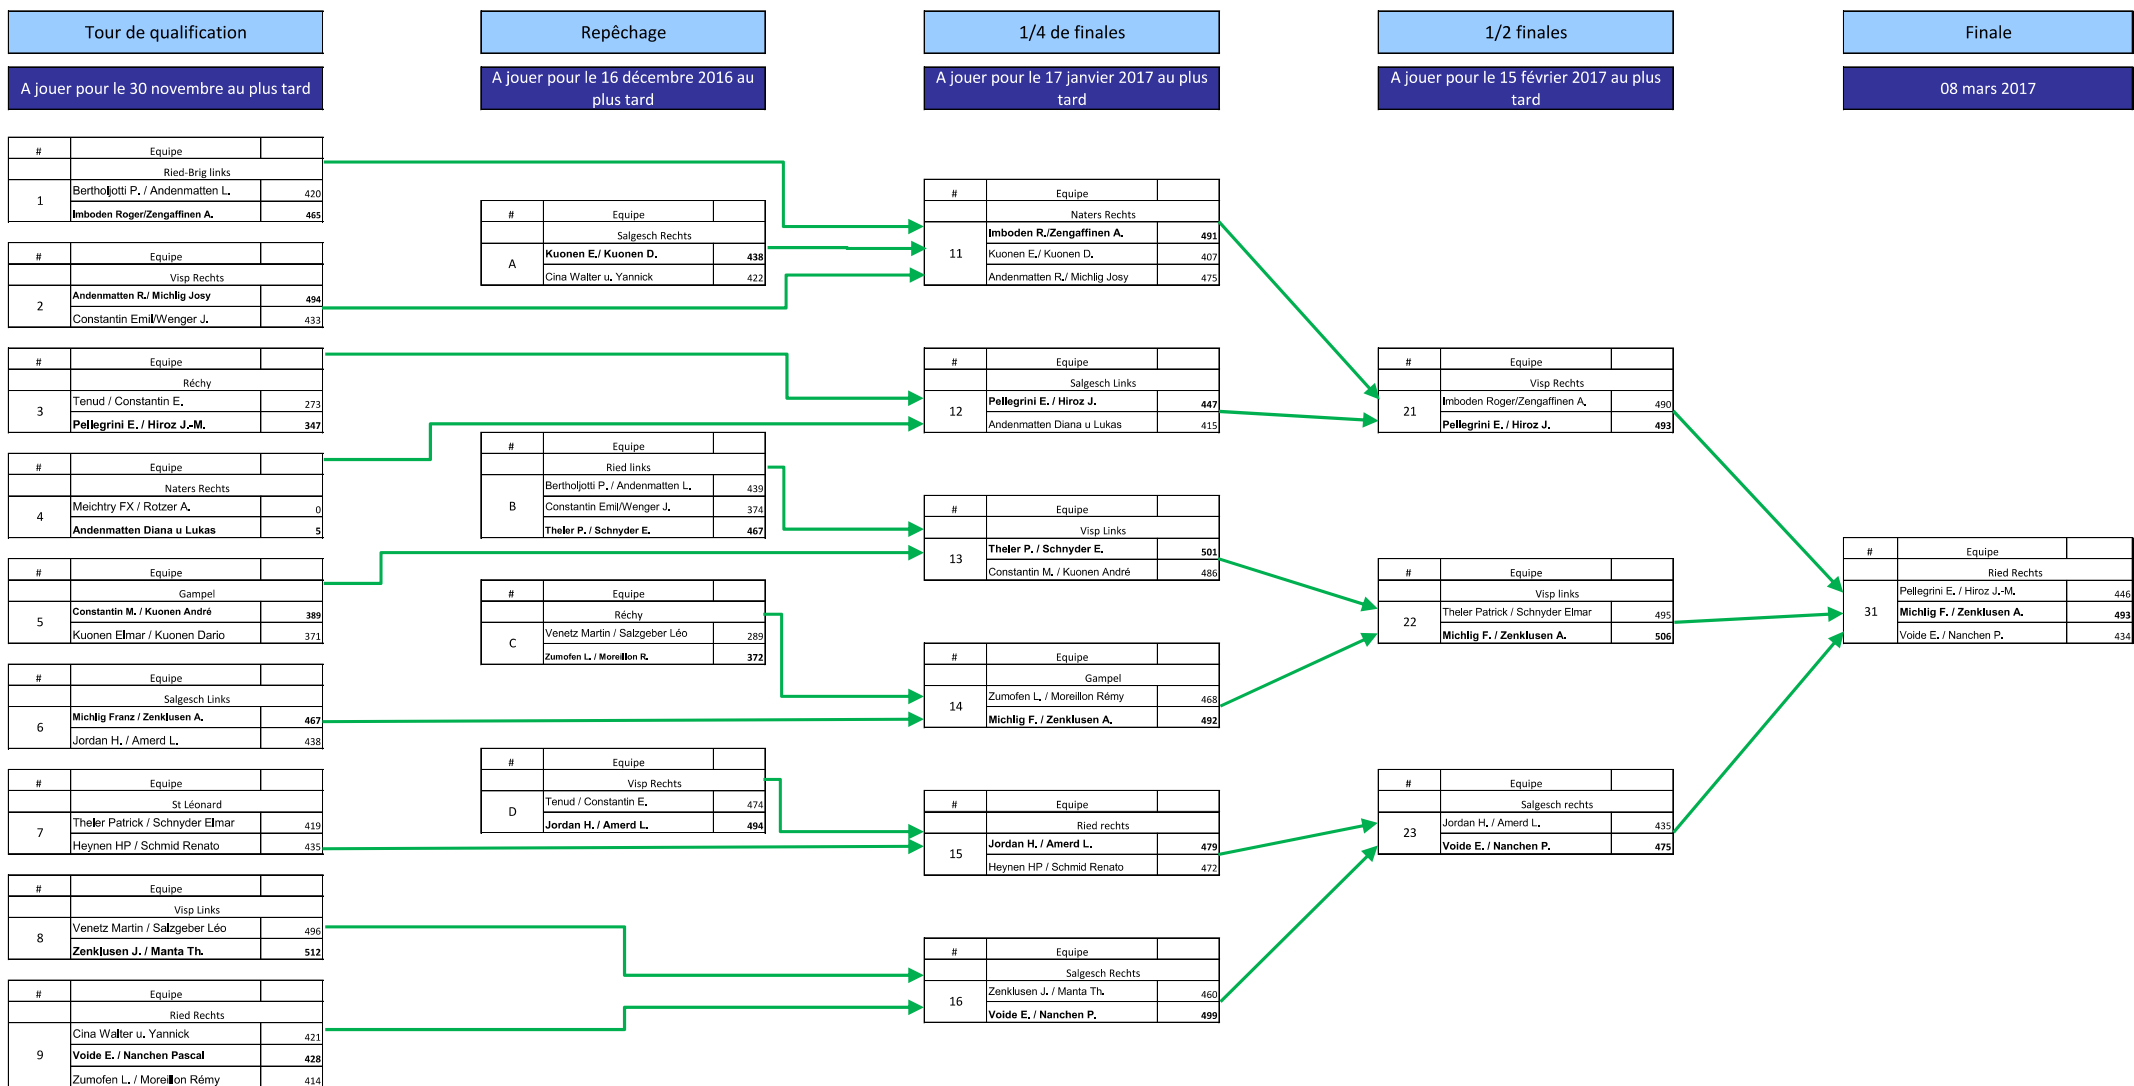 Tour de qualification
A jouer pour le 30 novembre au plus tard
# Equipe
Ried-Brig links
1
Bertholjotti P. / Andenmatten L. 420
Imboden Roger/Zengaffinen A. 465
# Equipe
Visp Rechts
2
Andenmatten R./ Michlig Josy 494
Constantin Emil/Wenger J. 433
# Equipe
Réchy
3
Tenud / Constantin E. 273
Pellegrini E. / Hiroz J.-M. 347
# Equipe
Naters Rechts
4
Meichtry FX / Rotzer A. 0
Andenmatten Diana u Lukas 5
# Equipe
Gampel
5
Constantin M. / Kuonen André 389
Kuonen Elmar / Kuonen Dario 371
# Equipe
Salgesch Links
6
Michlig Franz / Zenklusen A. 467
Jordan H. / Amerd L. 438
# Equipe
St Léonard
7
Theler Patrick / Schnyder Elmar 419
Heynen HP / Schmid Renato 435
# Equipe
Visp Links
8
Venetz Martin / Salzgeber Léo 496
Zenklusen J. / Manta Th. 512
# Equipe
Ried Rechts
9
Cina Walter u. Yannick 421
Voide E. / Nanchen Pascal 428
Zumofen L. / Moreillon Rémy 414
Repêchage
A jouer pour le 16 décembre 2016 au
plus tard
# Equipe
Salgesch Rechts
A
Kuonen E./ Kuonen D. 438
Cina Walter u. Yannick 422
# Equipe
Ried links
B
Bertholjotti P. / Andenmatten L. 439
Constantin Emil/Wenger J. 374
Theler P. / Schnyder E. 467
# Equipe
Réchy
C
Venetz Martin / Salzgeber Léo 289
Zumofen L. / Moreillon R. 372
# Equipe
Visp Rechts
D
Tenud / Constantin E. 474
Jordan H. / Amerd L. 494
1/4 de finales
A jouer pour le 17 janvier 2017 au plus
tard
# Equipe
Naters Rechts
11
Imboden R./Zengaffinen A. 491
Kuonen E./ Kuonen D. 407
Andenmatten R./ Michlig Josy 475
# Equipe
Salgesch Links
12
Pellegrini E. / Hiroz J. 447
Andenmatten Diana u Lukas 415
# Equipe
Visp Links
13
Theler P. / Schnyder E. 501
Constantin M. / Kuonen André 486
# Equipe
Gampel
14
Zumofen L. / Moreillon Rémy 468
Michlig F. / Zenklusen A. 492
# Equipe
Ried rechts
15
Jordan H. / Amerd L. 479
Heynen HP / Schmid Renato 472
# Equipe
Salgesch Rechts
16
Zenklusen J. / Manta Th. 460
Voide E. / Nanchen P. 499
1/2 finales
A jouer pour le 15 février 2017 au plus
tard
# Equipe
Visp Rechts
21
Imboden Roger/Zengaffinen A. 490
Pellegrini E. / Hiroz J. 493
# Equipe
Visp links
22
Theler Patrick / Schnyder Elmar 495
Michlig F. / Zenklusen A. 506
# Equipe
Salgesch rechts
23
Jordan H. / Amerd L. 435
Voide E. / Nanchen P. 475
Finale
08 mars 2017
# Equipe
Ried Rechts
31
Pellegrini E. / Hiroz J.-M. 446
Michlig F. / Zenklusen A. 493
Voide E. / Nanchen P. 434